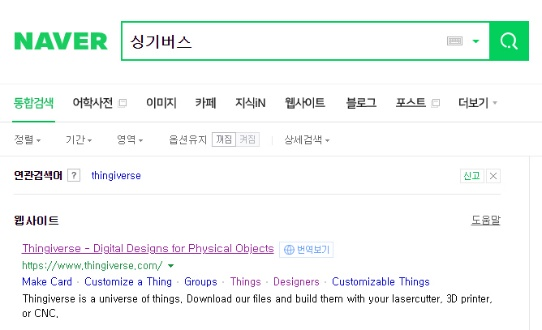 NAVER 싱기버스
통합검색 어학사전 이미지 카페 지식iN 웹사이트 블로그 포스트 더보기
정렬 기간 영역 옵션유지 꺼짐 켜짐 상세검색
연관검색어 ? thingiverse 신고
웹사이트 도움말
Thingiverse - Digital Designs for Physical Objects 번역보기
https://www.thingiverse.com/
Make Card · Customize a Thing · Groups · Things · Designers · Customizable Things
Thingiverse is a universe of things. Download our files and build them with your lasercutter, 3D printer,
or CNC.